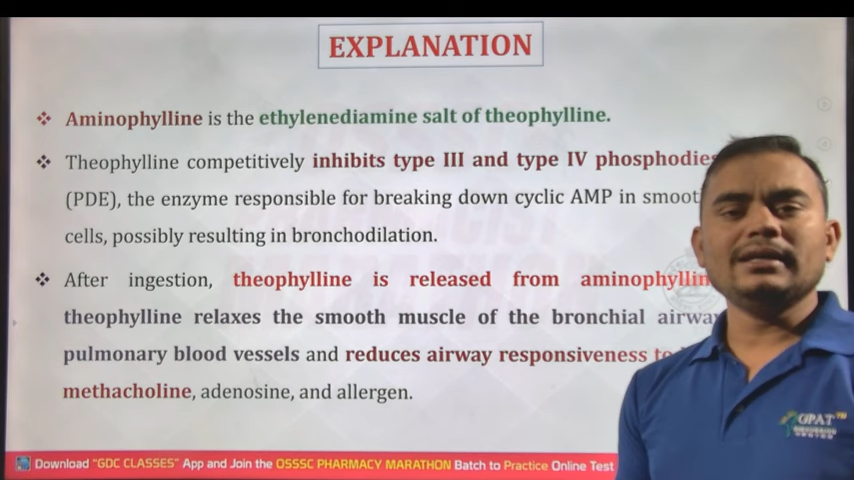 EXPLANATION
❖ Aminophylline is the ethylenediamine salt of theophylline.
❖ Theophylline competitively inhibits type III and type IV phosphodies
(PDE), the enzyme responsible for breaking down cyclic AMP in smoot
cells, possibly resulting in bronchodilation.
❖ After ingestion, theophylline is released from aminophyllin
theophylline relaxes the smooth muscle of the bronchial airway
pulmonary blood vessels and reduces airway responsiveness to
methacholine, adenosine, and allergen.
GPAT
Download "GDC CLASSES" App and Join the OSSSC PHARMACY MARATHON Batch to Practice Online Test